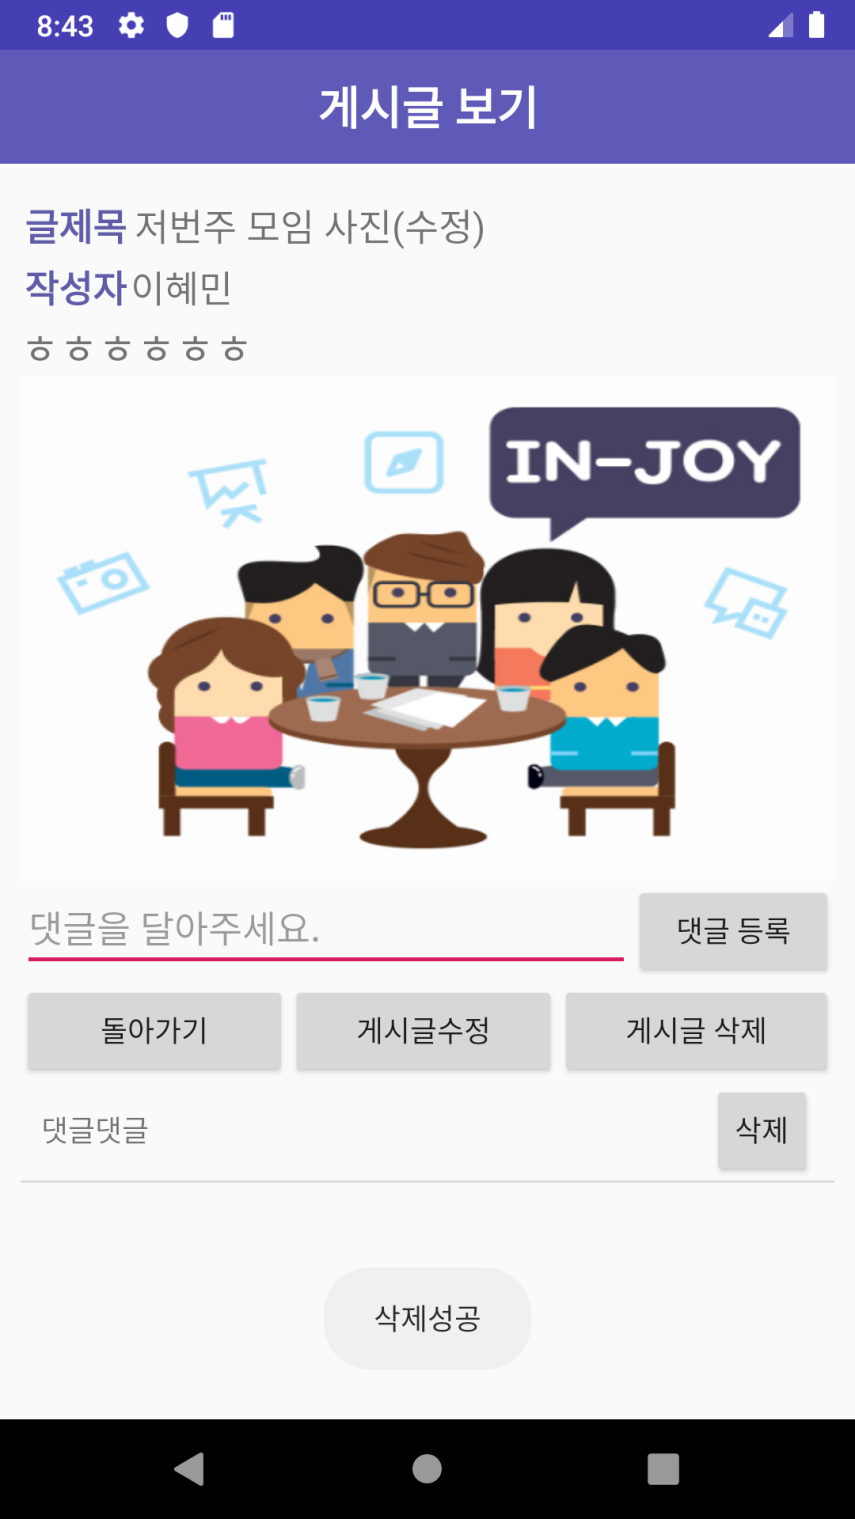 8:43
게시글 보기
글제목 저번주 모임 사진(수정)
작성자 이혜민
ㅎㅎㅎㅎㅎㅎ
IN-JOY
댓글을 달아주세요.
댓글 등록
돌아가기 게시글수정 게시글 삭제
댓글댓글 삭제
삭제성공